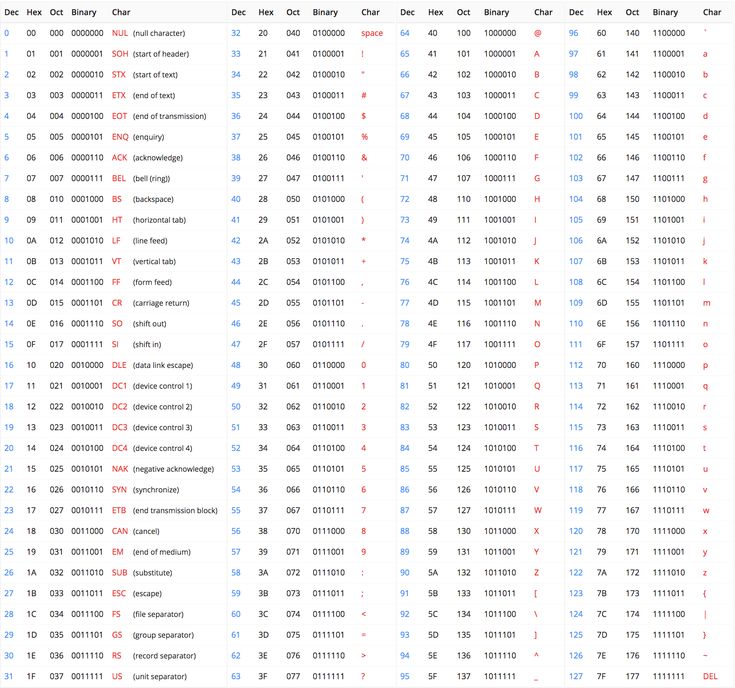 Dec Hex Oct Binary Char Dec Hex Oct Binary Char Dec Hex Oct Binary Char Dec Hex Oct Binary Char
0 00 000 0000000 NUL (null character) 32 20 040 0100000 space 64 40 100 1000000 @ 96 60 140 1100000 `
1 01 001 0000001 SOH (start of header) 33 21 041 0100001 ! 65 41 101 1000001 A 97 61 141 1100001 a
2 02 002 0000010 STX (start of text) 34 22 042 0100010 " 66 42 102 1000010 B 98 62 142 1100010 b
3 03 003 0000011 ETX (end of text) 35 23 043 0100011 # 67 43 103 1000011 C 99 63 143 1100011 c
4 04 004 0000100 EOT (end of transmission) 36 24 044 0100100 $ 68 44 104 1000100 D 100 64 144 1100100 d
5 05 005 0000101 ENQ (enquiry) 37 25 045 0100101 % 69 45 105 1000101 E 101 65 145 1100101 e
6 06 006 0000110 ACK (acknowledge) 38 26 046 0100110 & 70 46 106 1000110 F 102 66 146 1100110 f
7 07 007 0000111 BEL (bell (ring)) 39 27 047 0100111 ' 71 47 107 1000111 G 103 67 147 1100111 g
8 08 010 0001000 BS (backspace) 40 28 050 0101000 ( 72 48 110 1001000 H 104 68 150 1101000 h
9 09 011 0001001 HT (horizontal tab) 41 29 051 0101001 ) 73 49 111 1001001 I 105 69 151 1101001 i
10 0A 012 0001010 LF (line feed) 42 2A 052 0101010 * 74 4A 112 1001010 J 106 6A 152 1101010 j
11 0B 013 0001011 VT (vertical tab) 43 2B 053 0101011 + 75 4B 113 1001011 K 107 6B 153 1101011 k
12 0C 014 0001100 FF (form feed) 44 2C 054 0101100 , 76 4C 114 1001100 L 108 6C 154 1101100 l
13 0D 015 0001101 CR (carriage return) 45 2D 055 0101101 - 77 4D 115 1001101 M 109 6D 155 1101101 m
14 0E 016 0001110 SO (shift out) 46 2E 056 0101110 . 78 4E 116 1001110 N 110 6E 156 1101110 n
15 0F 017 0001111 SI (shift in) 47 2F 057 0101111 / 79 4F 117 1001111 O 111 6F 157 1101111 o
16 10 020 0010000 DLE (data link escape) 48 30 060 0110000 0 80 50 120 1010000 P 112 70 160 1110000 p
17 11 021 0010001 DC1 (device control 1) 49 31 061 0110001 1 81 51 121 1010001 Q 113 71 161 1110001 q
18 12 022 0010010 DC2 (device control 2) 50 32 062 0110010 2 82 52 122 1010010 R 114 72 162 1110010 r
19 13 023 0010011 DC3 (device control 3) 51 33 063 0110011 3 83 53 123 1010011 S 115 73 163 1110011 s
20 14 024 0010100 DC4 (device control 4) 52 34 064 0110100 4 84 54 124 1010100 T 116 74 164 1110100 t
21 15 025 0010101 NAK (negative acknowledge) 53 35 065 0110101 5 85 55 125 1010101 U 117 75 165 1110101 u
22 16 026 0010110 SYN (synchronize) 54 36 066 0110110 6 86 56 126 1010110 V 118 76 166 1110110 v
23 17 027 0010111 ETB (end transmission block) 55 37 067 0110111 7 87 57 127 1010111 W 119 77 167 1110111 w
24 18 030 0011000 CAN (cancel) 56 38 070 0111000 8 88 58 130 1011000 X 120 78 170 1111000 x
25 19 031 0011001 EM (end of medium) 57 39 071 0111001 9 89 59 131 1011001 Y 121 79 171 1111001 y
26 1A 032 0011010 SUB (substitute) 58 3A 072 0111010 : 90 5A 132 1011010 Z 122 7A 172 1111010 z
27 1B 033 0011011 ESC (escape) 59 3B 073 0111011 ; 91 5B 133 1011011 [ 123 7B 173 1111011 {
28 1C 034 0011100 FS (file separator) 60 3C 074 0111100 < 92 5C 134 1011100 \ 124 7C 174 1111100 |
29 1D 035 0011101 GS (group separator) 61 3D 075 0111101 = 93 5D 135 1011101 ] 125 7D 175 1111101 }
30 1E 036 0011110 RS (record separator) 62 3E 076 0111110 > 94 5E 136 1011110 ^ 126 7E 176 1111110 ~
31 1F 037 0011111 US (unit separator) 63 3F 077 0111111 ? 95 5F 137 1011111 _ 127 7F 177 1111111 DEL